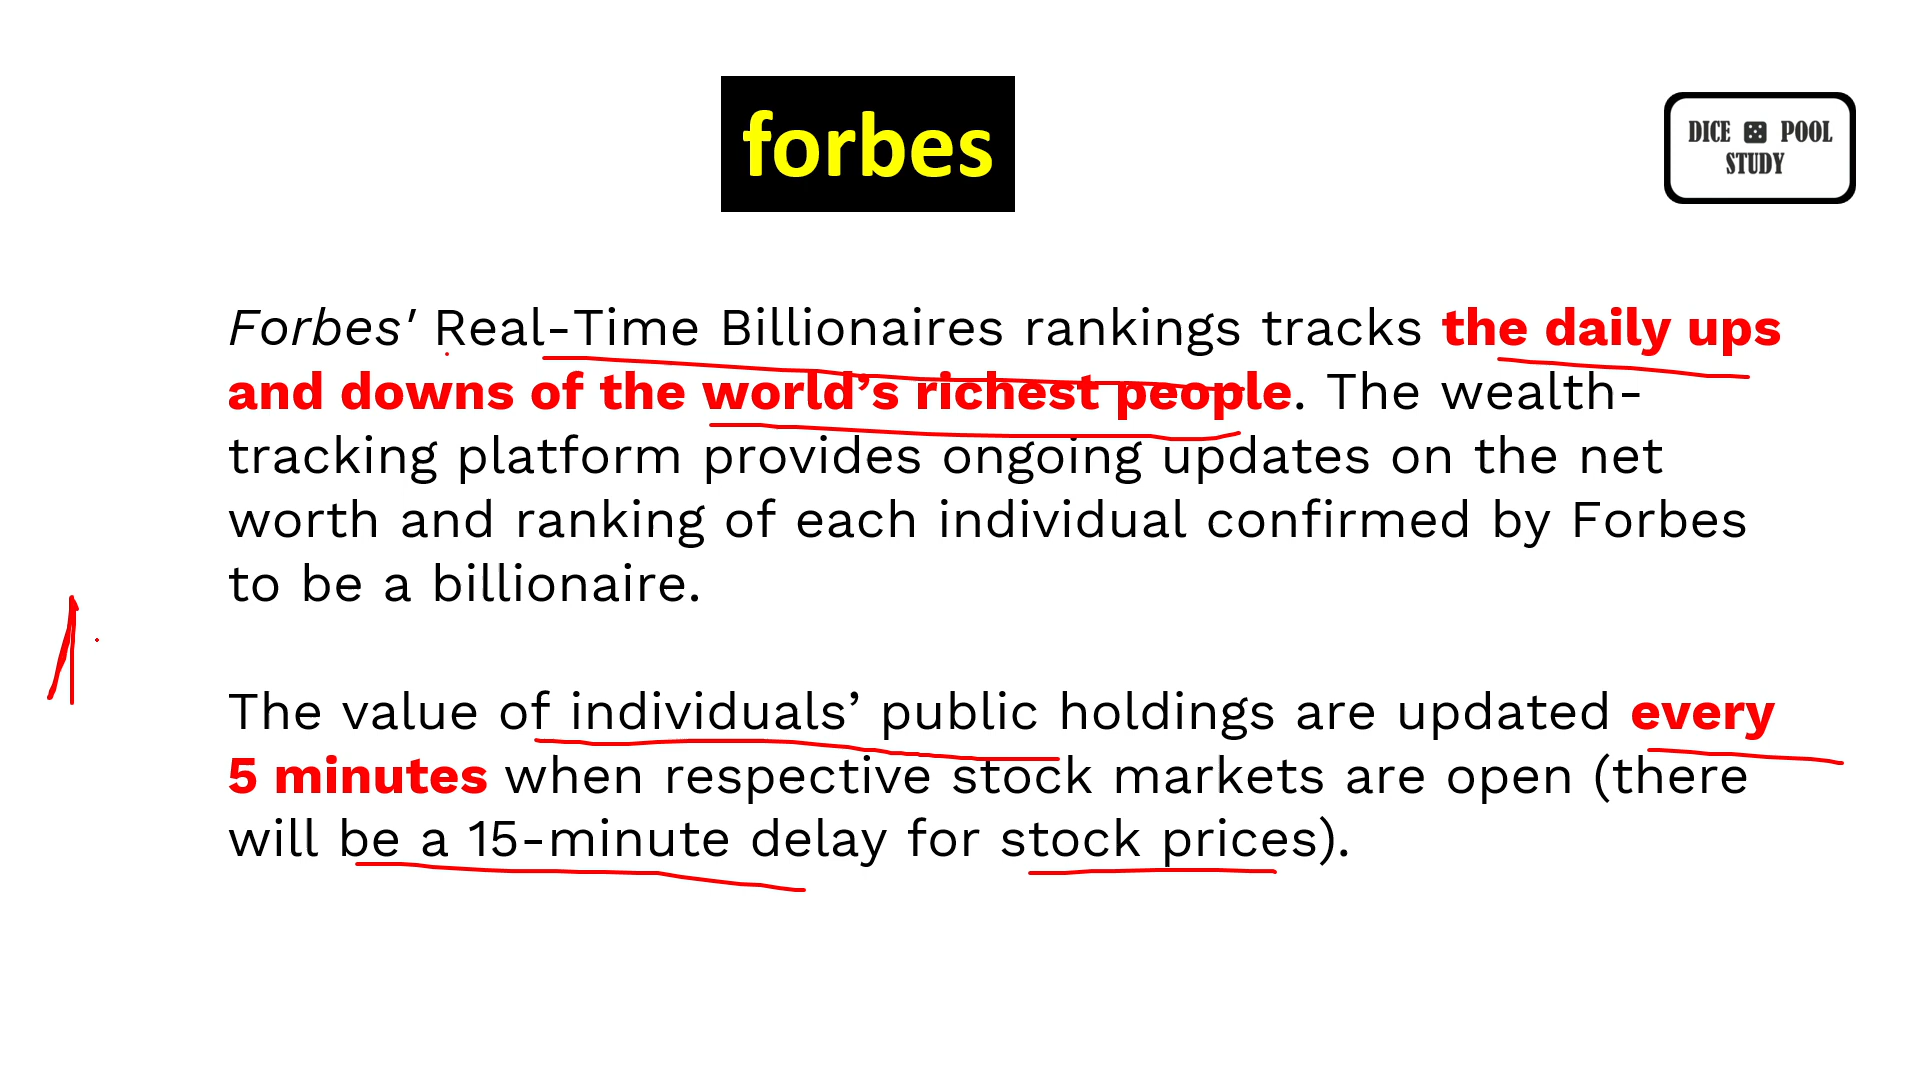 forbes
DICE POOL
STUDY
Forbes' Real-Time Billionaires rankings tracks the daily ups
and downs of the world’s richest people. The wealth-
tracking platform provides ongoing updates on the net
worth and ranking of each individual confirmed by Forbes
to be a billionaire.
The value of individuals’ public holdings are updated every
5 minutes when respective stock markets are open (there
will be a 15-minute delay for stock prices).